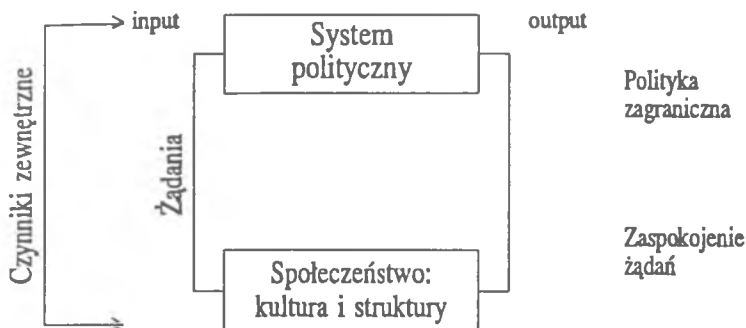 input
System
polityczny
output
Czynniki zewnętrzne
Żądania
Polityka
zagraniczna
Społeczeństwo:
kultura i struktury
Zaspokojenie
żądań